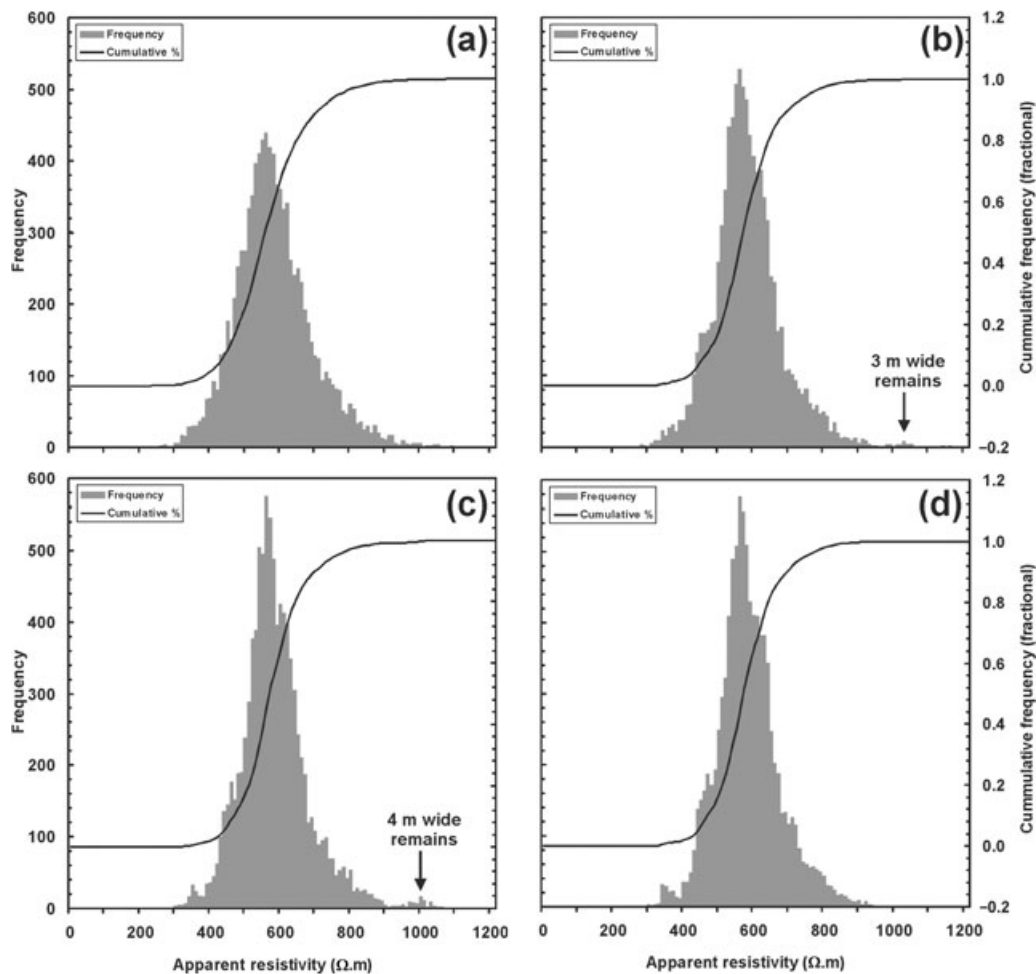 600
500
400
300
200
100
0
Frequency
Frequency
Cumulative %
(a)
Frequency
Cumulative %
(b)
3 m wide
remains
1.2
1.0
0.8
0.6
0.4
0.2
0.0
–0.2
Cummulative frequency (fractional)
600
500
400
300
200
100
0
Frequency
Frequency
Cumulative %
(c)
4 m wide
remains
0 200 400 600 800 1000 1200
Apparent resistivity (Ω.m)
Frequency
Cumulative %
(d)
1.2
1.0
0.8
0.6
0.4
0.2
0.0
–0.2
Cummulative frequency (fractional)
0 200 400 600 800 1000 1200
Apparent resistivity (Ω.m)